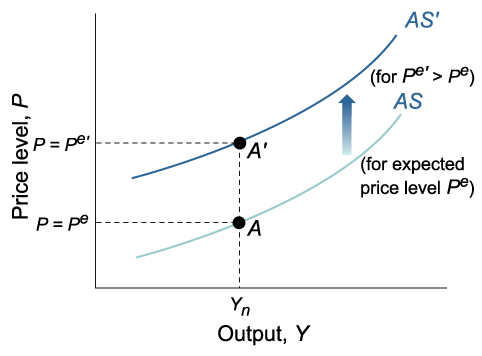 AS′
(for Pe′ > Pe)
AS
Price level, P
P = Pe′
A′
(for expected
price level Pe)
P = Pe
A
Yn
Output, Y